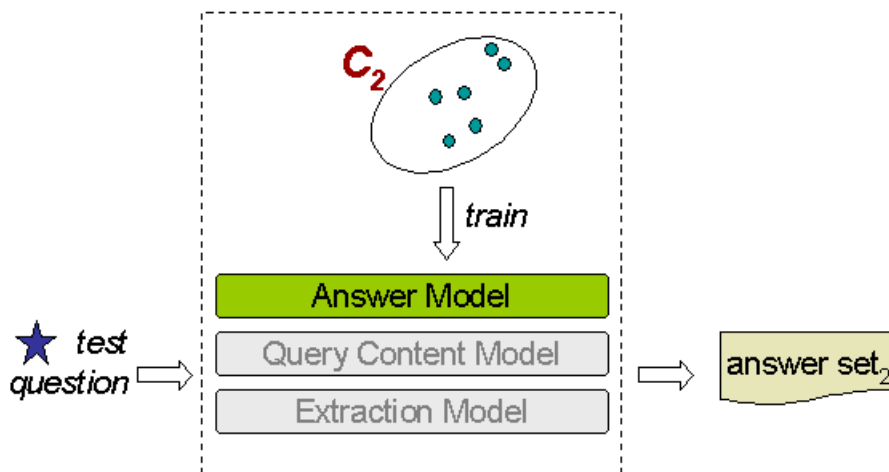 C₂
train
Answer Model
test
question
Query Content Model
Extraction Model
answer set₂